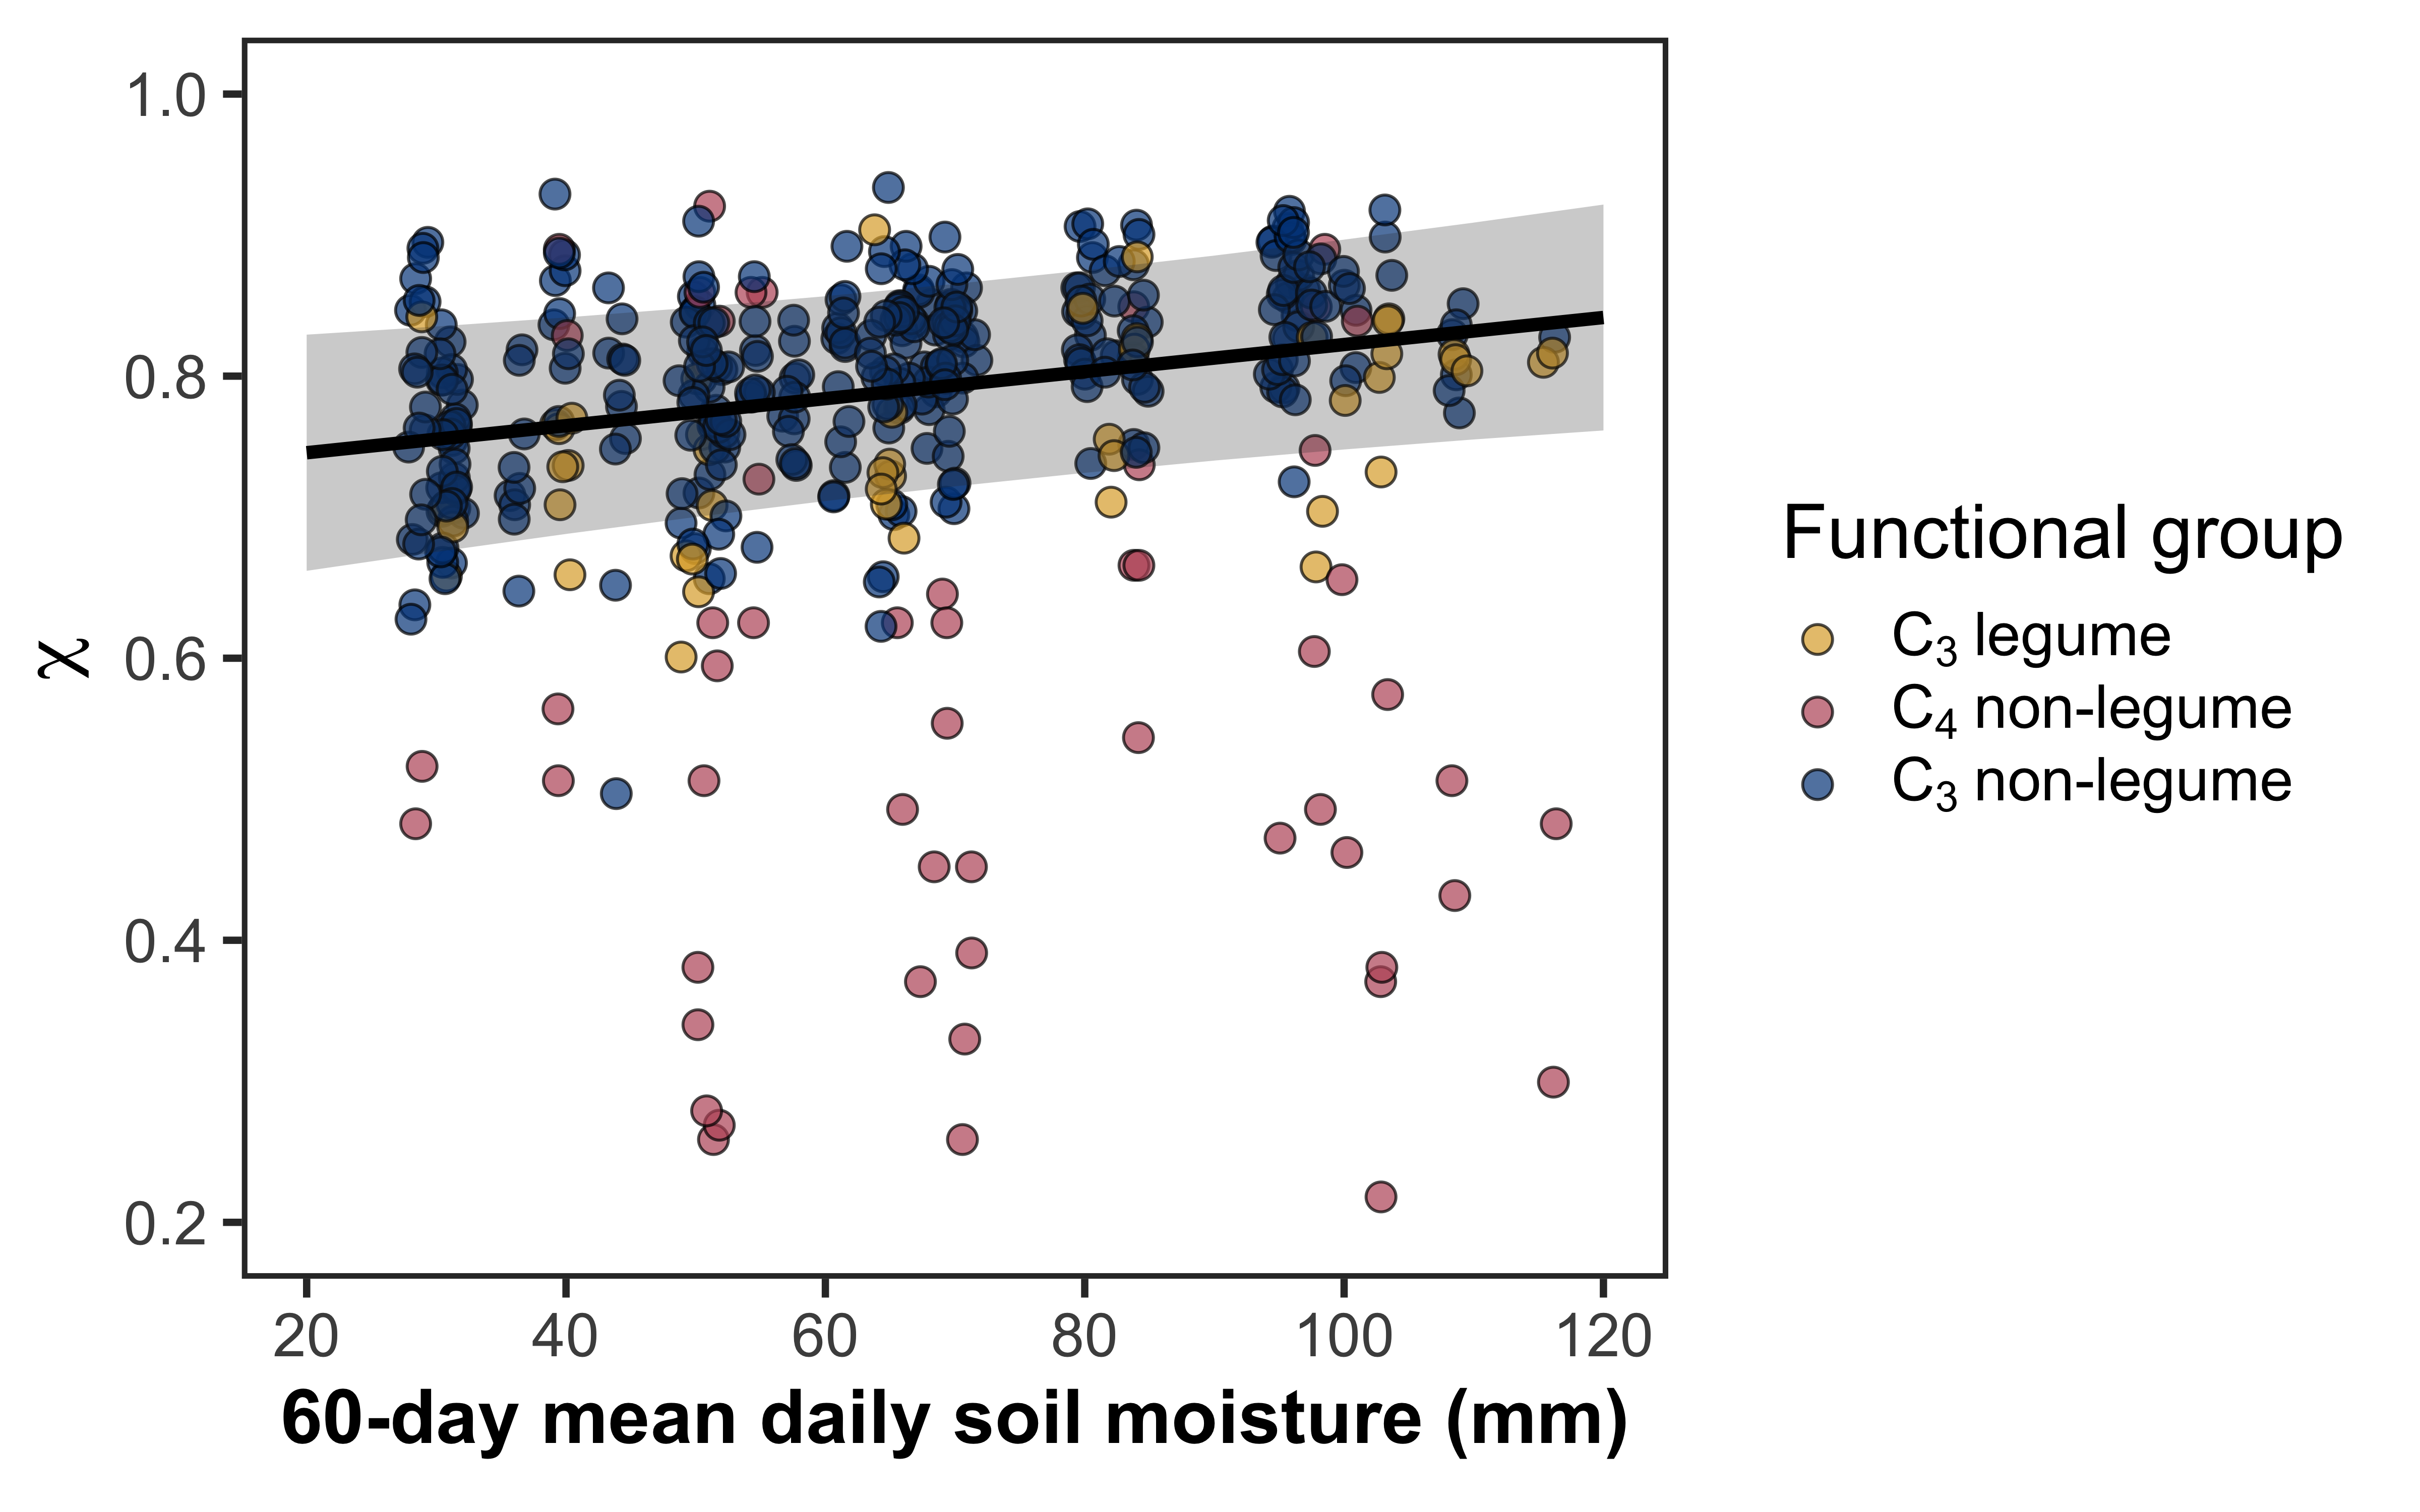 1.0
0.8
0.6
0.4
0.2
χ
20 40 60 80 100 120
60-day mean daily soil moisture (mm)
Functional group
C₃ legume
C₄ non-legume
C₃ non-legume